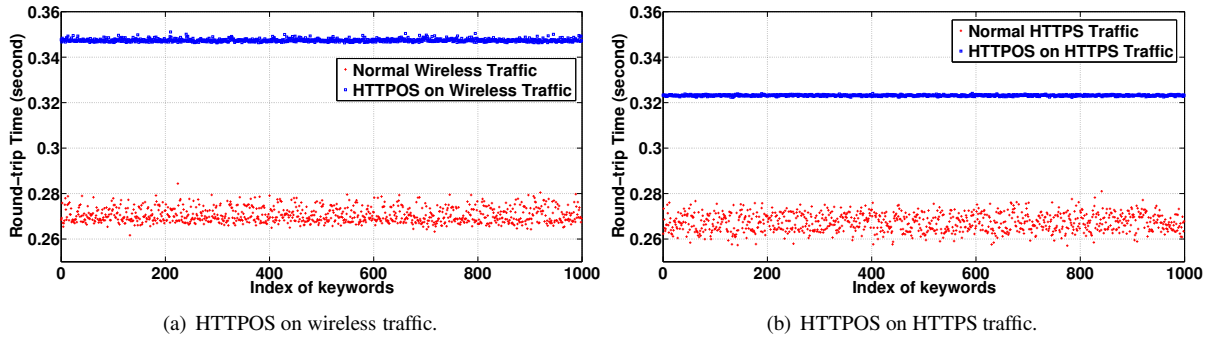 0.36
0.34
0.32
0.3
0.28
0.26
Round−trip Time (second)
Normal Wireless Traffic
HTTPOS on Wireless Traffic
0 200 400 600 800 1000
Index of keywords
(a) HTTPOS on wireless traffic.
0.36
0.34
0.32
0.3
0.28
0.26
Round−trip Time (second)
Normal HTTPS Traffic
HTTPOS on HTTPS Traffic
0 200 400 600 800 1000
Index of keywords
(b) HTTPOS on HTTPS traffic.